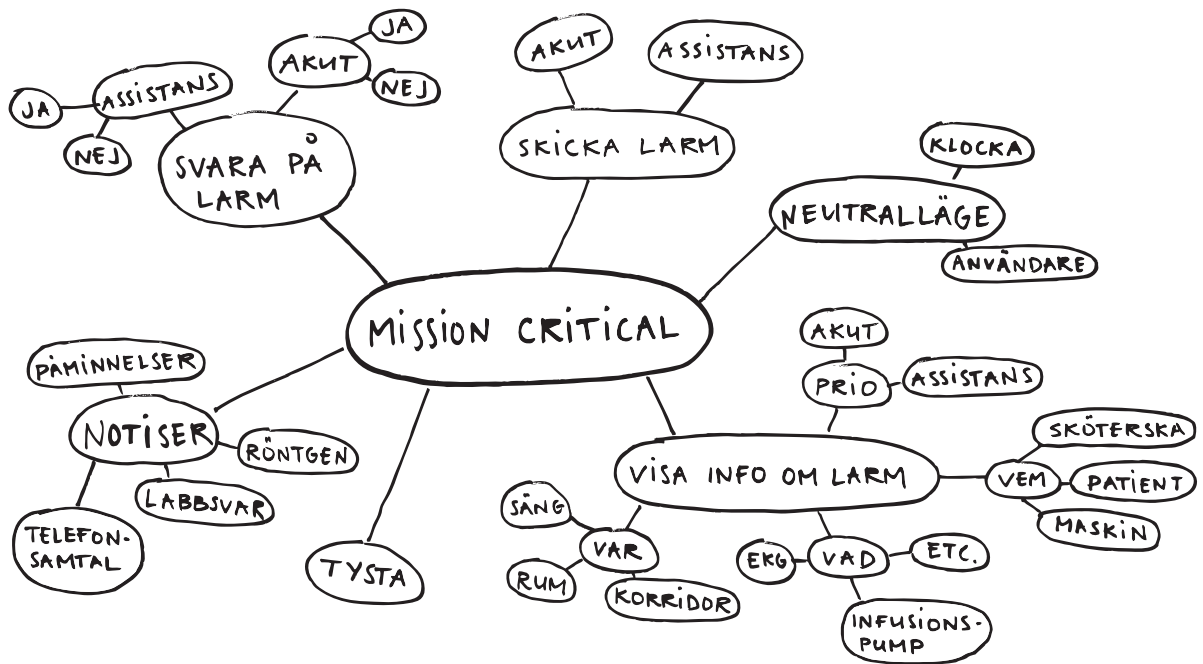 JA
AKUT
NEJ
ASSISTANS
JA
NEJ
SVARA PÅ
LARM
AKUT
ASSISTANS
SKICKA LARM
KLOCKA
NEUTRALLÄGE
ANVÄNDARE
MISSION CRITICAL
PÅMINNELSER
NOTISER
RÖNTGEN
LABBSVAR
TELEFON-
SAMTAL
TYSTA
AKUT
PRIO
ASSISTANS
VISA INFO OM LARM
SKÖTERSKA
VEM
PATIENT
MASKIN
SÄNG
VAR
RUM
KORRIDOR
EKG
VAD
ETC.
INFUSIONS-
PUMP